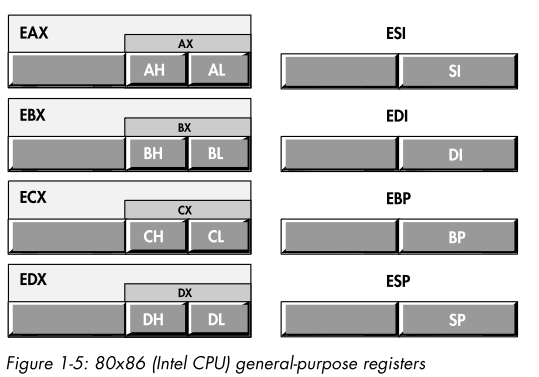 EAX
AX
AH AL
ESI
SI
EBX
BX
BH BL
EDI
DI
ECX
CX
CH CL
EBP
BP
EDX
DX
DH DL
ESP
SP
Figure 1-5: 80x86 (Intel CPU) general-purpose registers